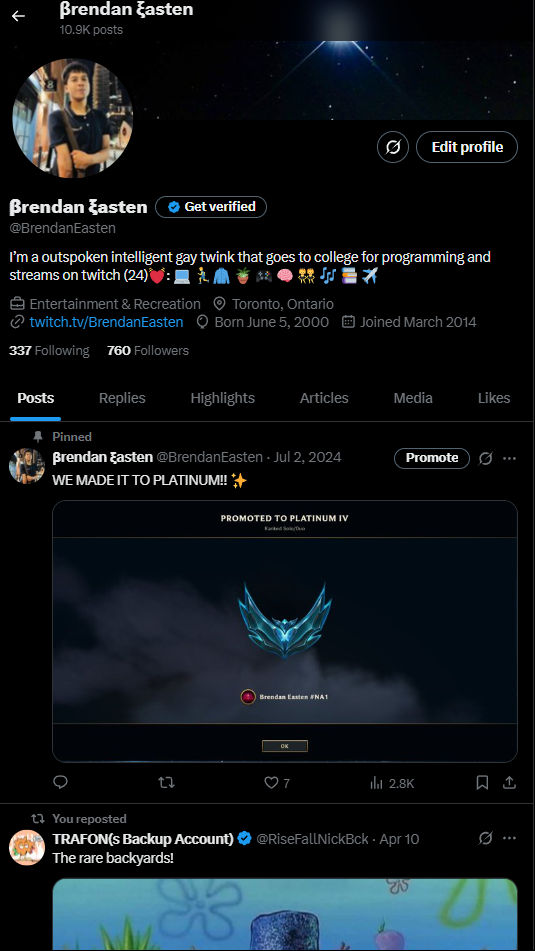 βrendan ξasten
10.9K posts
Edit profile
βrendan ξasten Get verified
@BrendanEasten
I'm a outspoken intelligent gay twink that goes to college for programming and
streams on twitch (24)💓: 💻 🏃 🧥 🪴 🎮 🧠 👯 🎶 📚 ✈️
Entertainment & Recreation Toronto, Ontario
twitch.tv/BrendanEasten Born June 5, 2000 Joined March 2014
337 Following 760 Followers
Posts Replies Highlights Articles Media Likes
Pinned
βrendan ξasten @BrendanEasten · Jul 2, 2024 Promote
WE MADE IT TO PLATINUM!! ✨
PROMOTED TO PLATINUM IV
Ranked Solo/Duo
Brendan Easten #NA1
OK
7 2.8K
You reposted
TRAFON(s Backup Account) @RiseFallNickBck · Apr 10
The rare backyards!